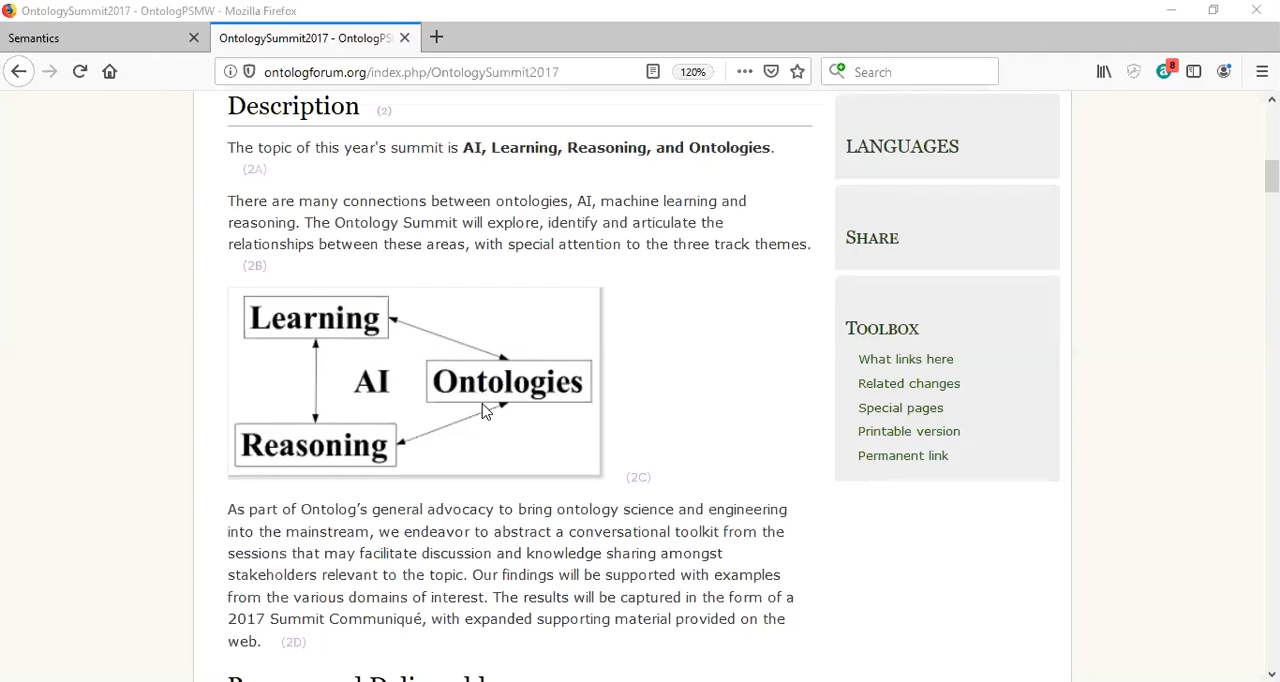 OntologySummit2017 - OntologPSMW - Mozilla Firefox
Semantics
OntologySummit2017 - OntologPS
ontologforum.org/index.php/OntologySummit2017
120%
Search
8
Description (2)
The topic of this year's summit is AI, Learning, Reasoning, and Ontologies.
(2A)
There are many connections between ontologies, AI, machine learning and
reasoning. The Ontology Summit will explore, identify and articulate the
relationships between these areas, with special attention to the three track themes.
(2B)
Learning
AI
Ontologies
Reasoning
(2C)
As part of Ontolog’s general advocacy to bring ontology science and engineering
into the mainstream, we endeavor to abstract a conversational toolkit from the
sessions that may facilitate discussion and knowledge sharing amongst
stakeholders relevant to the topic. Our findings will be supported with examples
from the various domains of interest. The results will be captured in the form of a
2017 Summit Communiqué, with expanded supporting material provided on the
web. (2D)
LANGUAGES
SHARE
TOOLBOX
What links here
Related changes
Special pages
Printable version
Permanent link